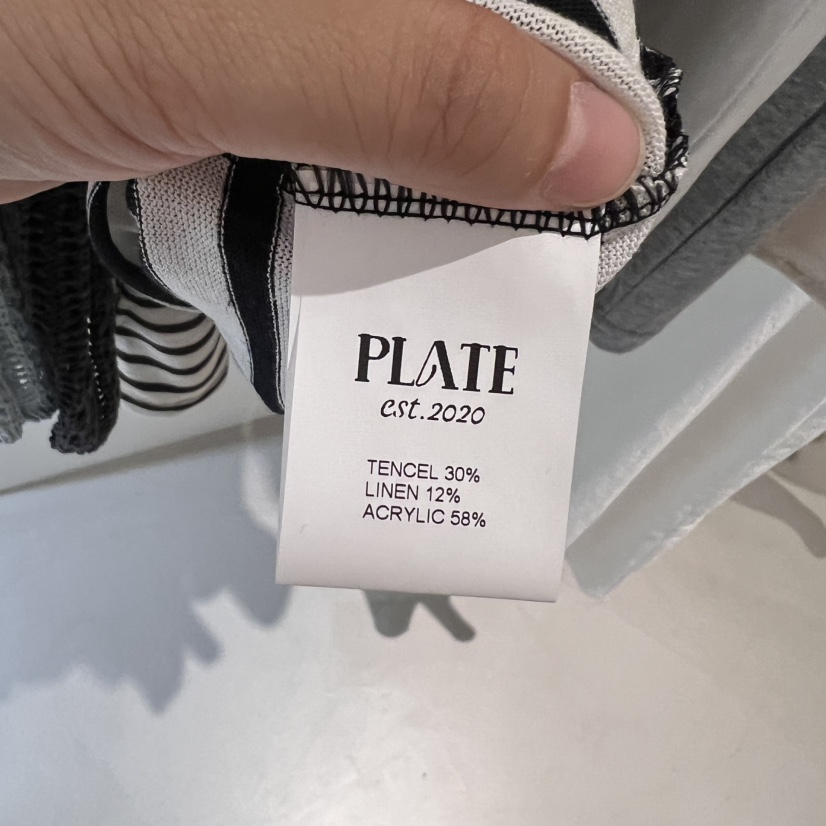 PLATE
est.2020
TENCEL 30%
LINEN 12%
ACRYLIC 58%